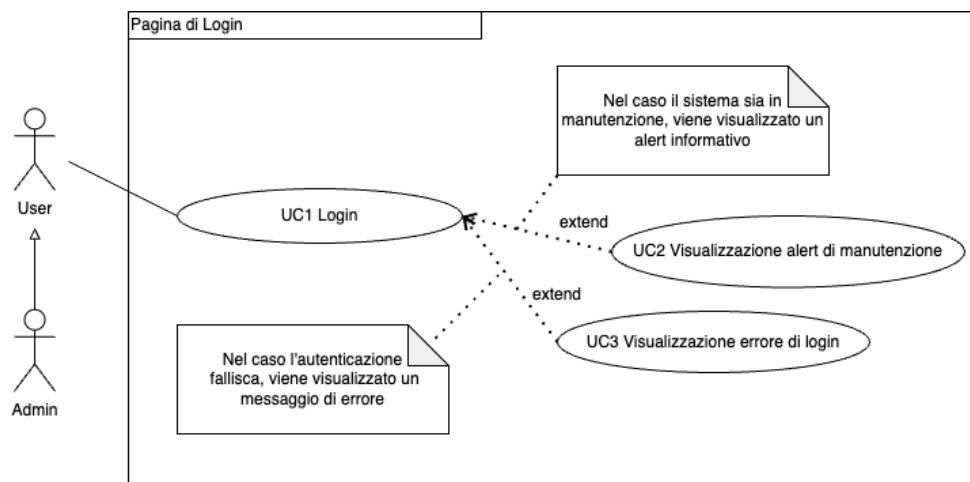 Pagina di Login
Nel caso il sistema sia in
manutenzione, viene visualizzato un
alert informativo
User
UC1 Login
extend
UC2 Visualizzazione alert di manutenzione
extend
UC3 Visualizzazione errore di login
Nel caso l'autenticazione
fallisca, viene visualizzato un
messaggio di errore
Admin